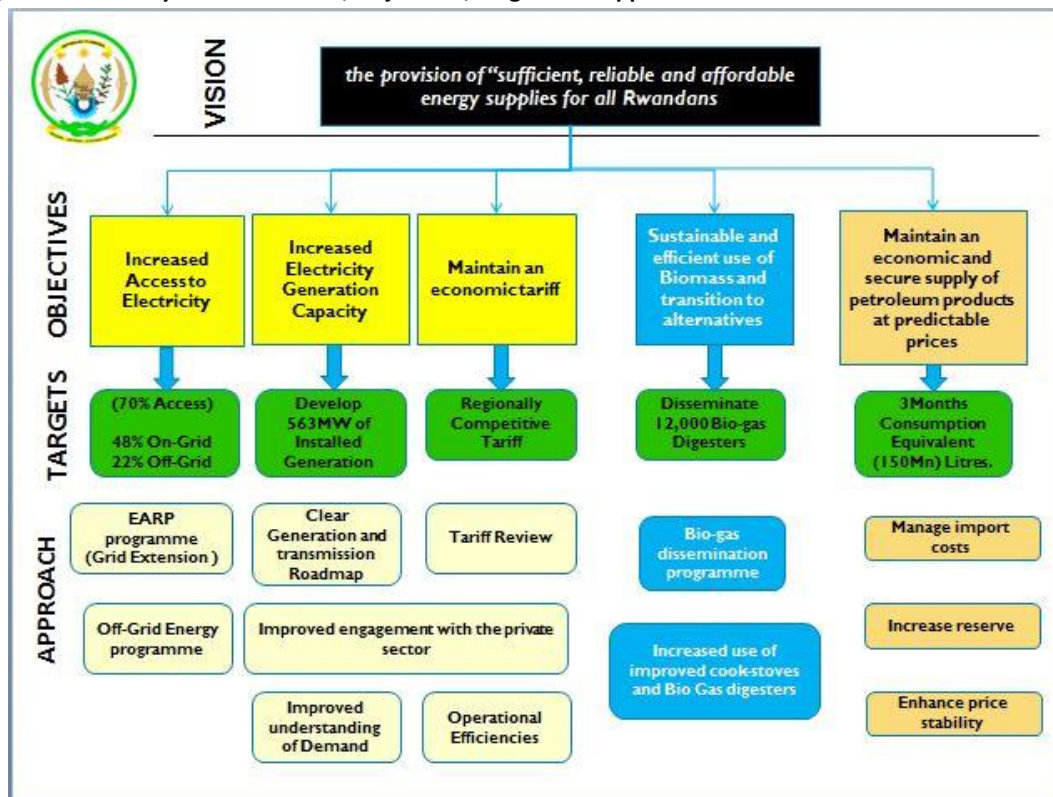 VISION
the provision of “sufficient, reliable and affordable
energy supplies for all Rwandans
OBJECTIVES
Increased
Access to
Electricity
Increased
Electricity
Generation
Capacity
Maintain an
economic tariff
Sustainable and
efficient use of
Biomass and
transition to
alternatives
Maintain an
economic and
secure supply of
petroleum products
at predictable
prices
TARGETS
(70% Access)
48% On-Grid
22% Off-Grid
Develop
563MW of
Installed
Generation
Regionally
Competitive
Tariff
Disseminate
12,000 Bio-gas
Digesters
3Months
Consumption
Equivalent
(150Mn) Litres.
APPROACH
EARP
programme
(Grid Extension )
Clear
Generation and
transmission
Roadmap
Tariff Review
Bio-gas
dissemination
programme
Manage import
costs
Off-Grid Energy
programme
Improved engagement with the private
sector
Increased use of
improved cook-stoves
and Bio Gas digesters
Increase reserve
Improved
understanding
of Demand
Operational
Efficiencies
Enhance price
stability